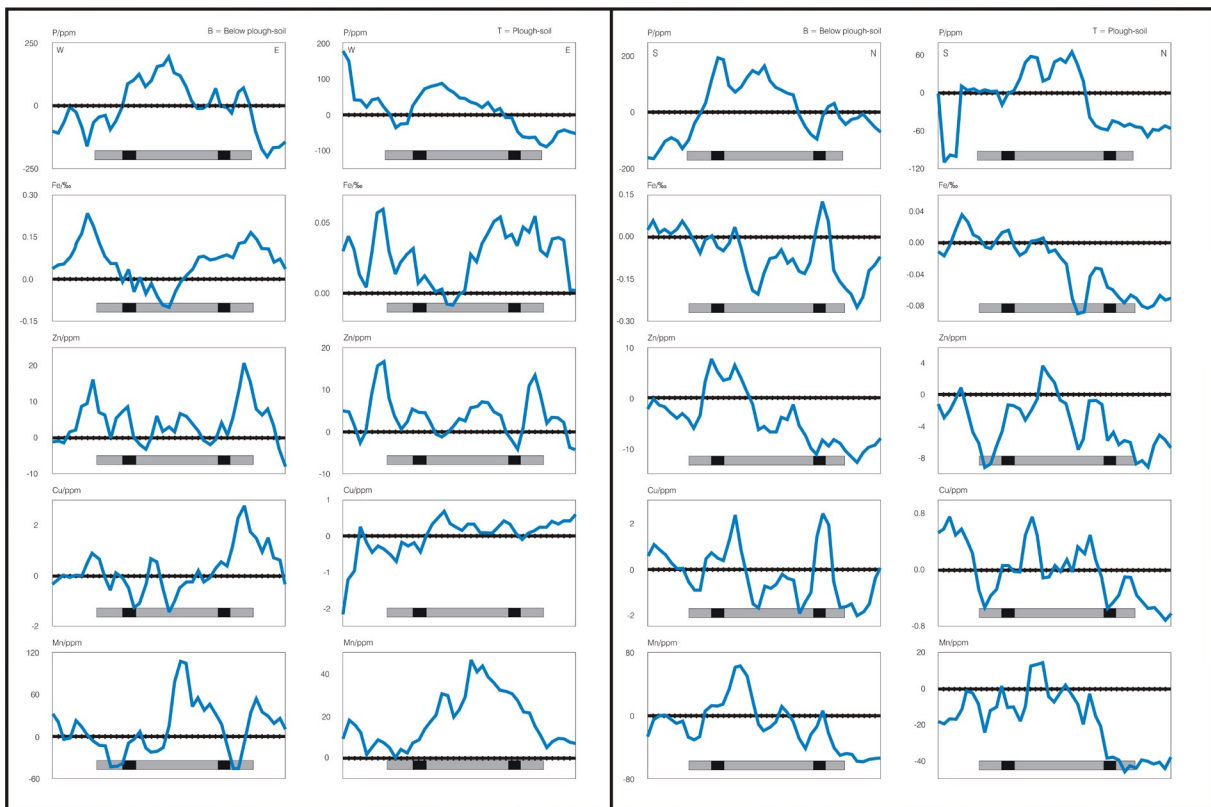 P/ppm B = Below plough-soil
250
W E
0
-250
P/ppm T = Plough-soil
200
W E
100
0
-100
P/ppm B = Below plough-soil
200
S N
0
-200
P/ppm T = Plough-soil
60
S N
0
-60
-120
Fe/‰
0.30
0.15
0.0
-0.15
Fe/‰
0.05
0.00
Fe/‰
0.15
0.00
-0.15
-0.30
Fe/‰
0.04
0.00
-0.04
-0.08
Zn/ppm
20
10
0
-10
Zn/ppm
20
10
0
-10
Zn/ppm
10
0
-10
Zn/ppm
4
0
-4
-8
Cu/ppm
2
0
-2
Cu/ppm
1
0
-1
-2
Cu/ppm
2
0
-2
Cu/ppm
0.8
0.0
-0.8
Mn/ppm
120
60
0
-60
Mn/ppm
40
20
0
Mn/ppm
80
0
-80
Mn/ppm
20
0
-20
-40